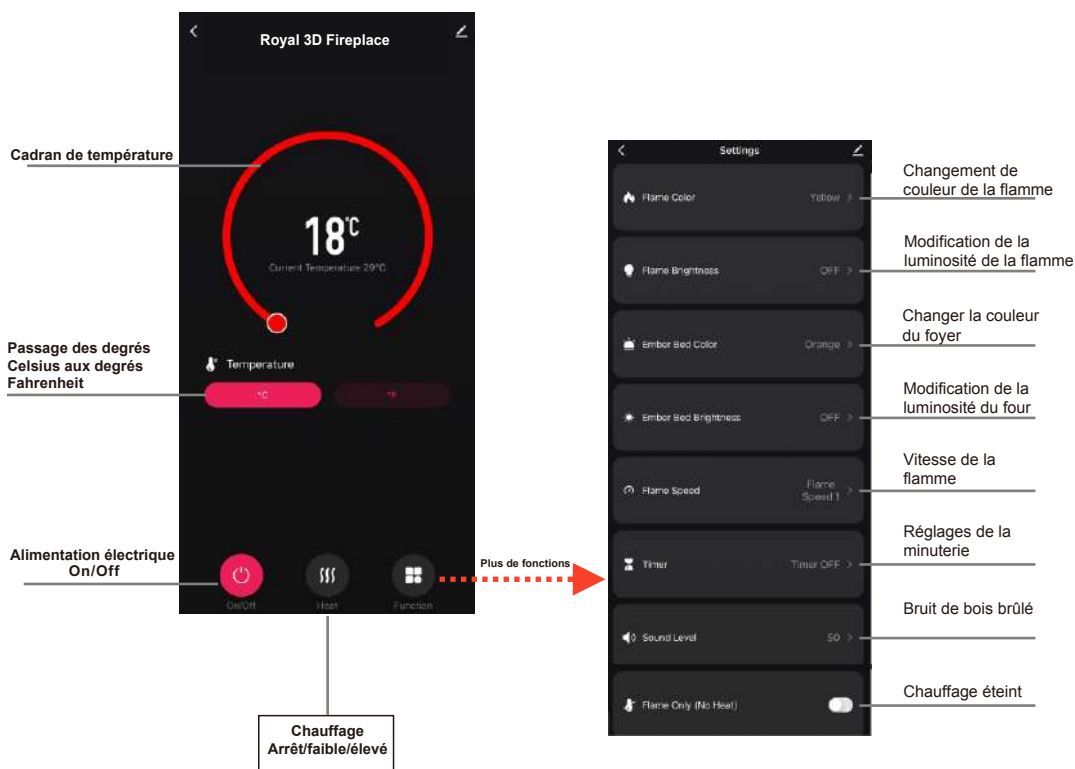 Royal 3D Fireplace
Cadran de température
18°C
Current Temperature 29°C
Passage des degrés
Celsius aux degrés
Fahrenheit
Temperature
°C
°F
Alimentation électrique
On/Off
On/Off
Heat
Function
Plus de fonctions
Chauffage
Arrêt/faible/élevé
Settings
Flame Color
Yellow
Changement de
couleur de la flamme
Flame Brightness
OFF
Modification de la
luminosité de la flamme
Embor Bed Color
Orange
Changer la couleur
du foyer
Embor Bed Brightness
OFF
Modification de la
luminosité du four
Flame Speed
Flame
Speed 1
Vitesse de la
flamme
Timer
Timer OFF
Réglages de la
minuterie
Sound Level
50
Bruit de bois brûlé
Flame Only (No Heat)
Chauffage éteint